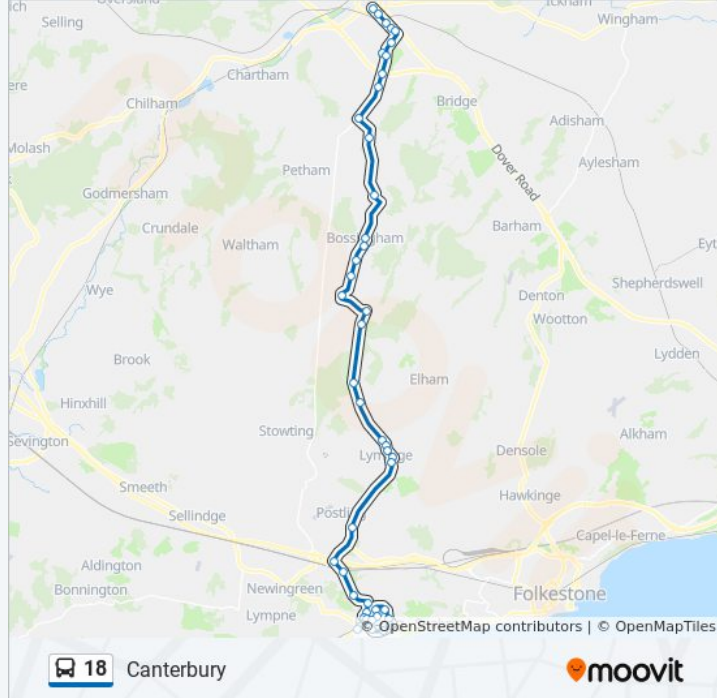 Selling
Wingham
Chartham
Chilham
Bridge
Adisham
Molash
Dover Road
Aylesham
Petham
Godmersham
Crundale
Waltham
Bossingham
Barham
Wye
Shepherdswell
Denton
Wootton
Brook
Elham
Lydden
Hinxhill
Stowting
Sevington
Alkham
Lyminge
Densole
Smeeth
Hawkinge
Sellindge
Capel-le-Ferne
Aldington
Bonnington
Newingreen
Folkestone
Lympne
© OpenStreetMap contributors | © OpenMapTiles
18 Canterbury
moovit